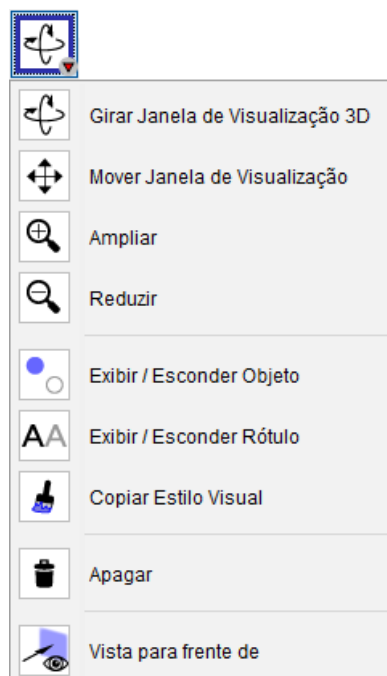 Girar Janela de Visualização 3D
Mover Janela de Visualização
Ampliar
Reduzir
Exibir / Esconder Objeto
AA Exibir / Esconder Rótulo
Copiar Estilo Visual
Apagar
Vista para frente de